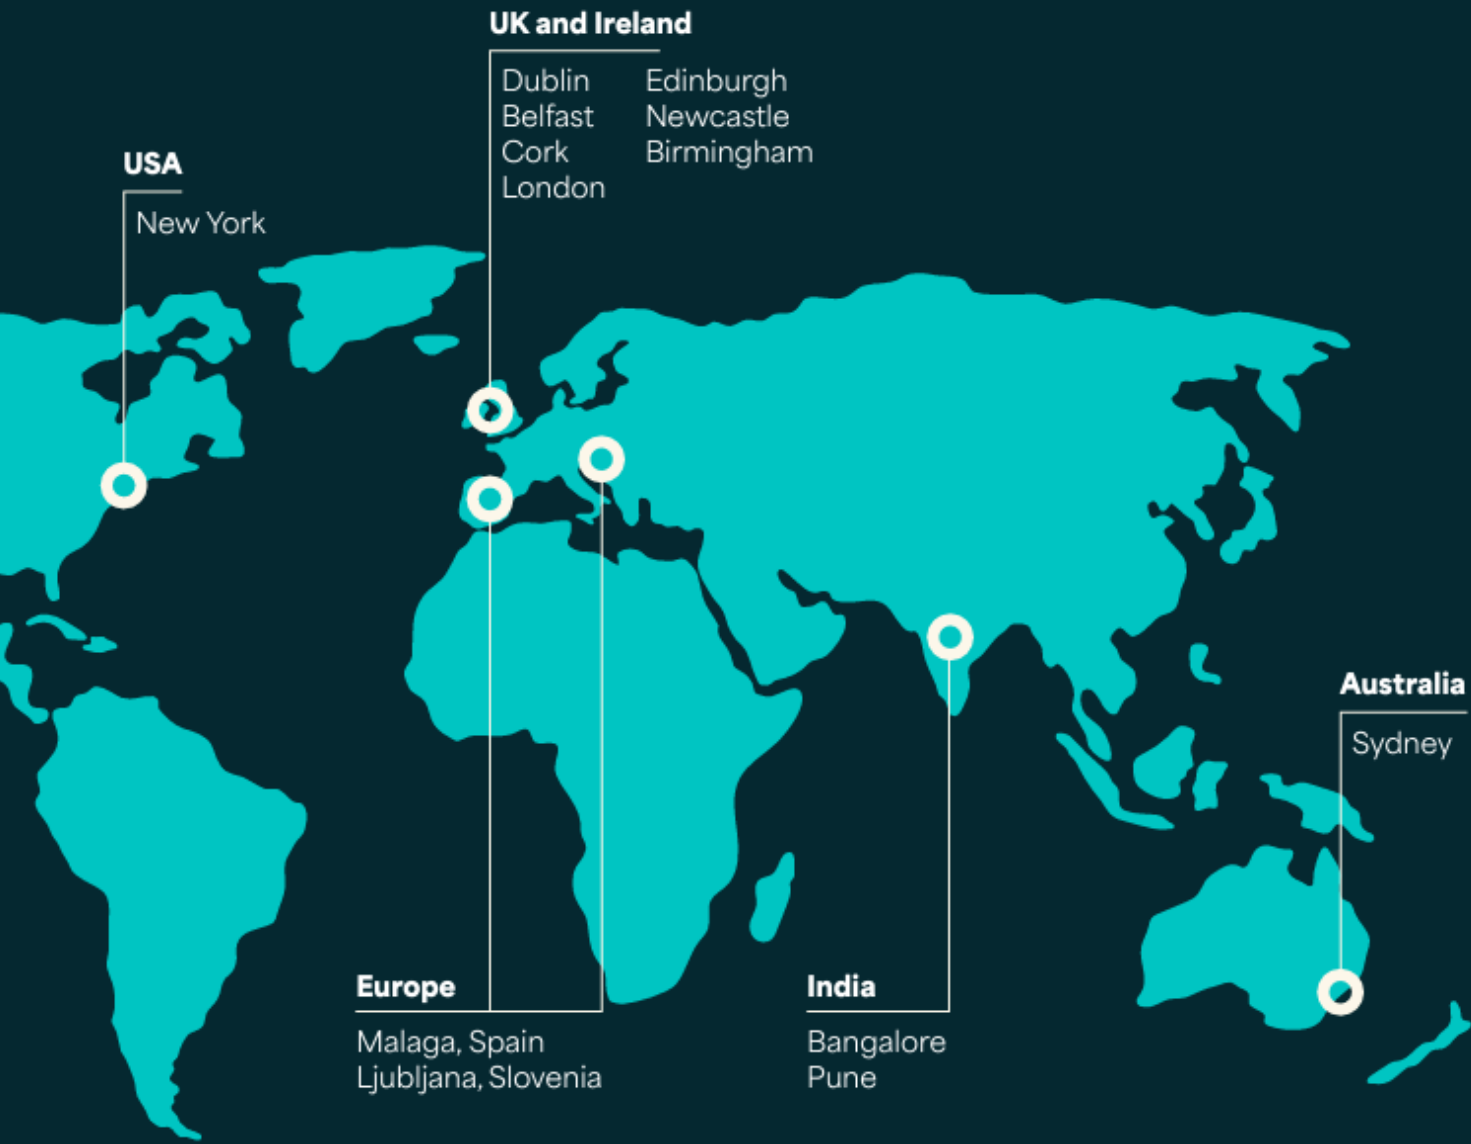 UK and Ireland
Dublin
Belfast
Cork
London
Edinburgh
Newcastle
Birmingham
USA
New York
Australia
Sydney
Europe
Malaga, Spain
Ljubljana, Slovenia
India
Bangalore
Pune